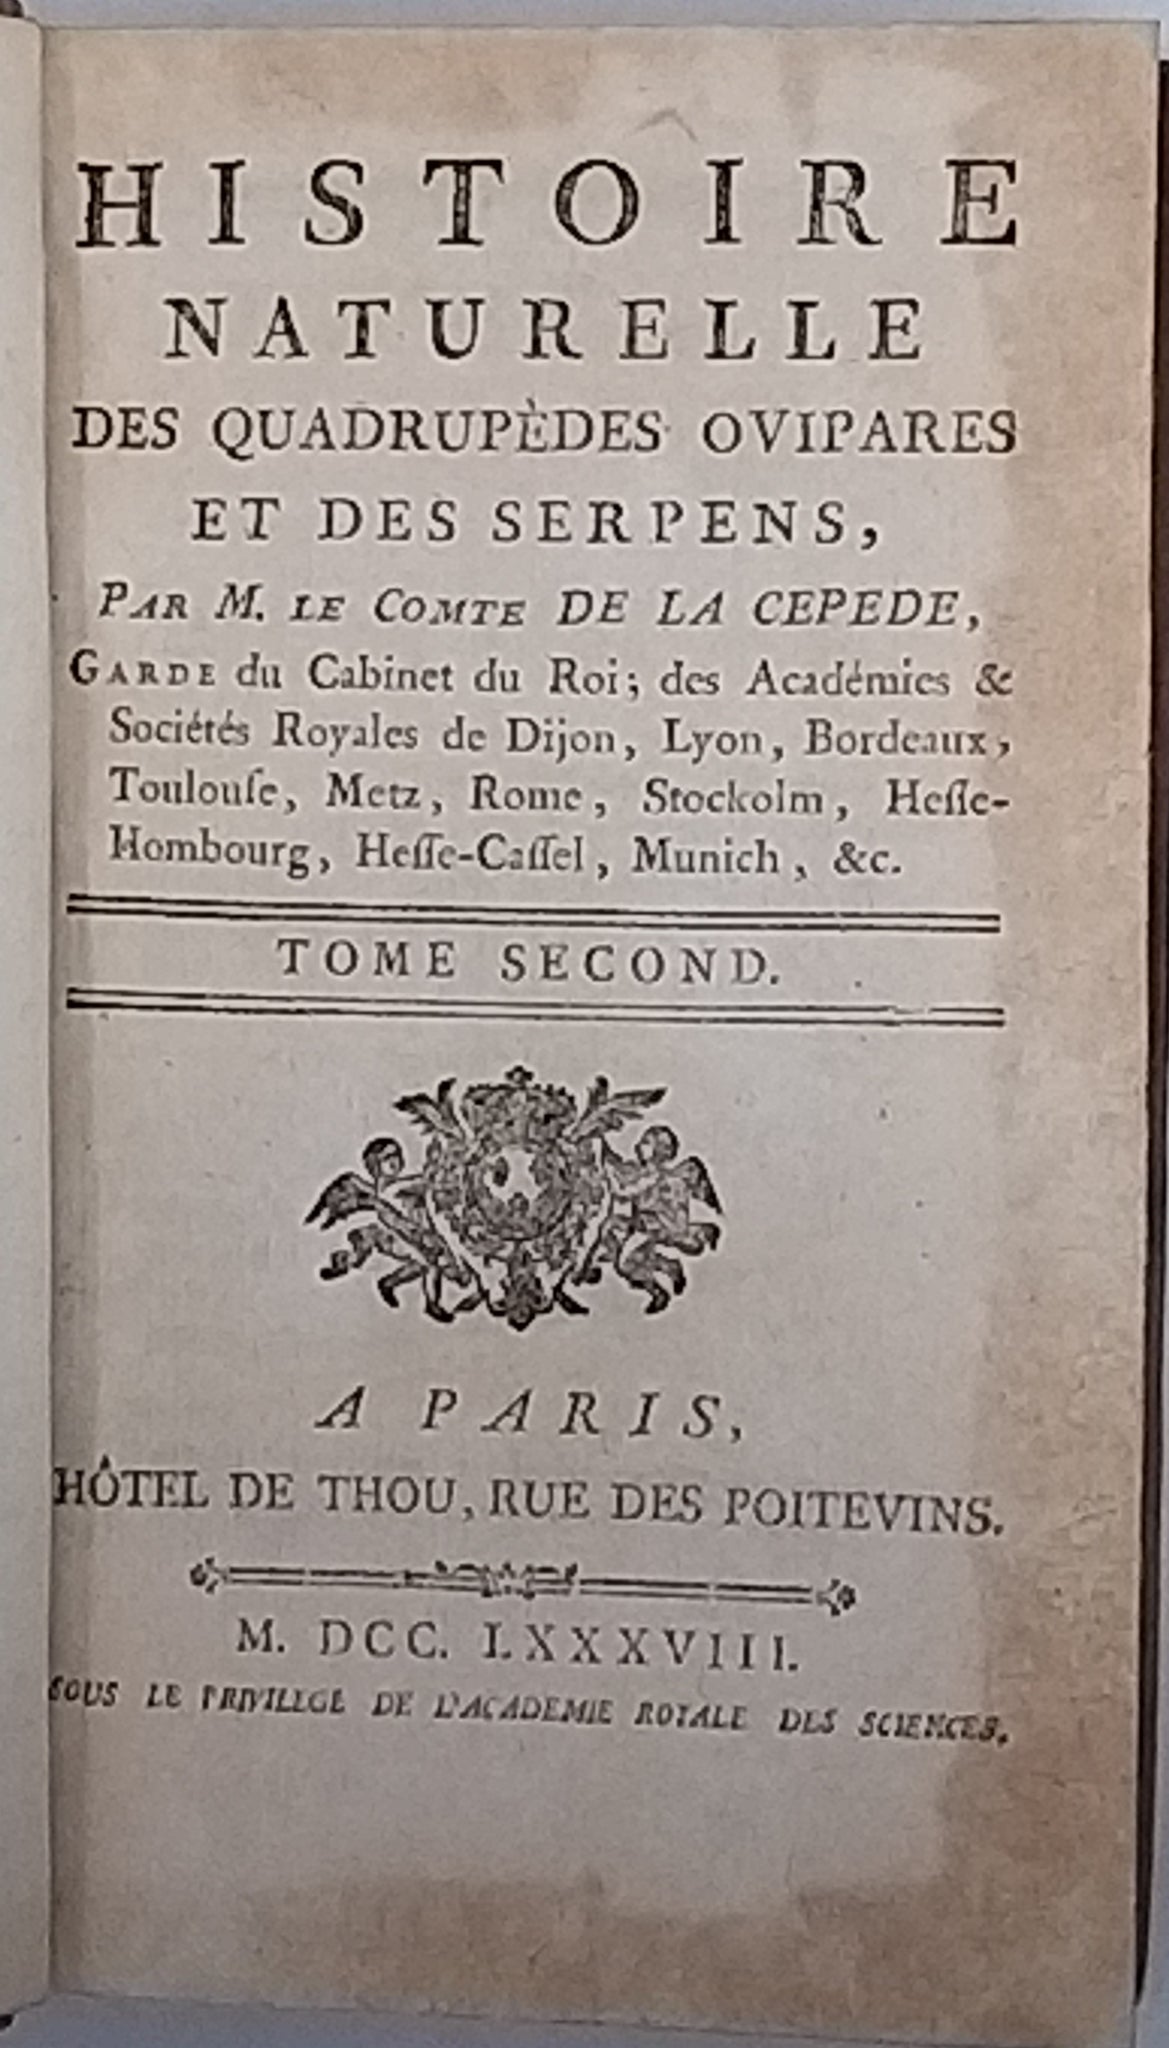 HISTOIRE
NATURELLE
DES QUADRUPÈDES OVIPARES
ET DES SERPENS,
PAR M. LE COMTE DE LA CEPEDE,
GARDE du Cabinet du Roi; des Académies &
Sociétés Royales de Dijon, Lyon, Bordeaux,
Toulouſe, Metz, Rome, Stockolm, Heſſe-
Hombourg, Heſſe-Caſſel, Munich, &c.
TOME SECOND.
A PARIS,
HÔTEL DE THOU, RUE DES POITEVINS.
M. DCC. LXXXVIII.
SOUS LE PRIVILEGE DE L'ACADEMIE ROYALE DES SCIENCES.